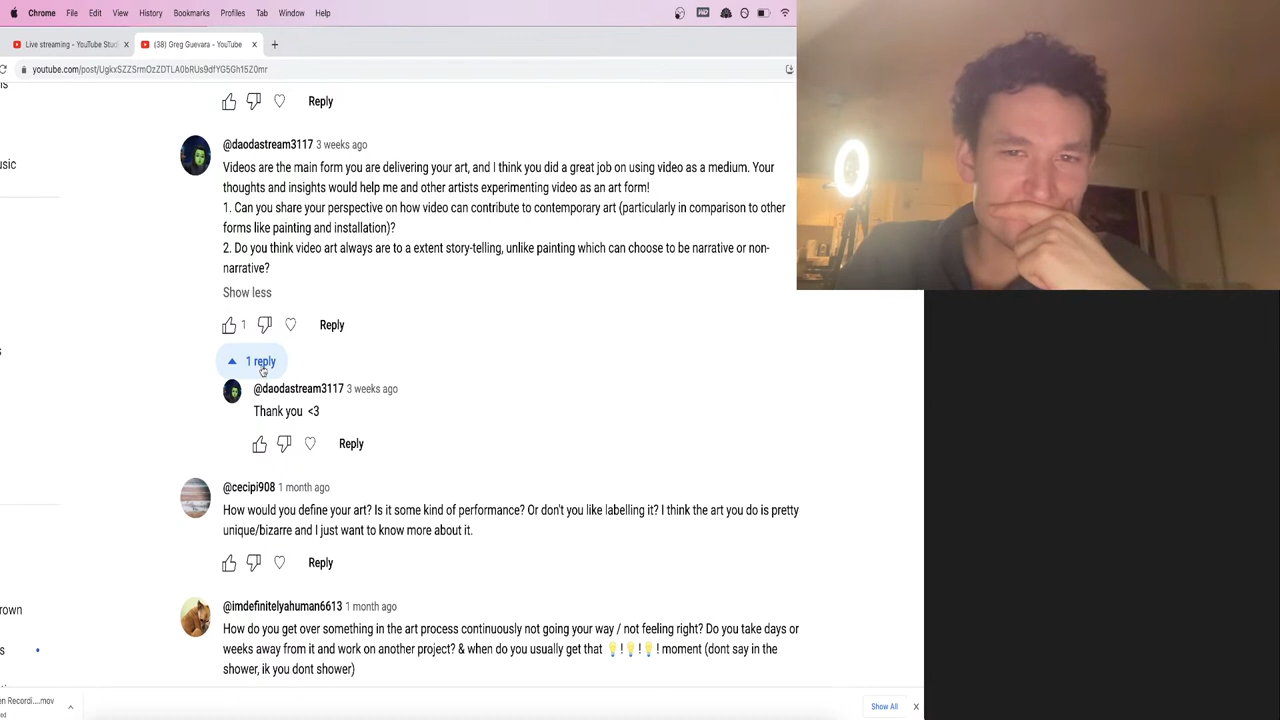 Chrome File Edit View History Bookmarks Profiles Tab Window Help
Live streaming - YouTube Stud
(38) Greg Guevara - YouTube
youtube.com/post/UgkxSZZSrmOzZDTLA0bRUs9dfYG5Gh15Z0mr
Reply
@daodastream3117 3 weeks ago
Videos are the main form you are delivering your art, and I think you did a great job on using video as a medium. Your
thoughts and insights would help me and other artists experimenting video as an art form!
1. Can you share your perspective on how video can contribute to contemporary art (particularly in comparison to other
forms like painting and installation)?
2. Do you think video art always are to a extent story-telling, unlike painting which can choose to be narrative or non-
narrative?
Show less
1 Reply
1 reply
@daodastream3117 3 weeks ago
Thank you <3
Reply
@cecipi908 1 month ago
How would you define your art? Is it some kind of performance? Or don't you like labelling it? I think the art you do is pretty
unique/bizarre and I just want to know more about it.
Reply
@imdefinitelyahuman6613 1 month ago
How do you get over something in the art process continuously not going your way / not feeling right? Do you take days or
weeks away from it and work on another project? & when do you usually get that 💡!💡!💡! moment (dont say in the
shower, ik you dont shower)
usic
rown
en Recordi....mov
Show All